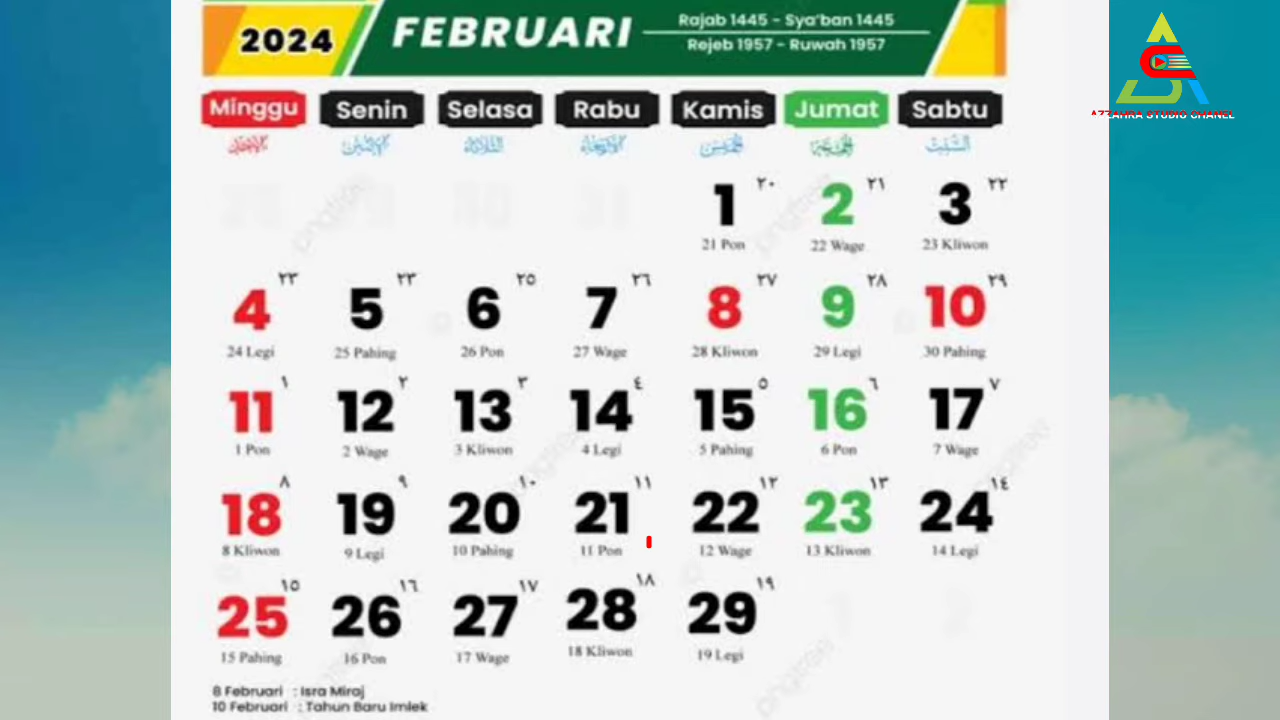 2024
FEBRUARI
Rajab 1445 - Sya'ban 1445
Rejeb 1957 - Ruwah 1957
Minggu Senin Selasa Rabu Kamis Jumat Sabtu
٢٠ ٢١ ٢٢
1 2 3
21 Pon 22 Wage 23 Kliwon
٢٣ ٢٣ ٢٥ ٢٦ ٢٧ ٢٨ ٢٩
4 5 6 7 8 9 10
24 Legi 25 Pahing 26 Pon 27 Wage 28 Kliwon 29 Legi 30 Pahing
١ ٢ ٣ ٤ ٥ ٦ ٧
11 12 13 14 15 16 17
1 Pon 2 Wage 3 Kliwon 4 Legi 5 Pahing 6 Pon 7 Wage
٨ ٩ ١٠ ١١ ١٢ ١٣ ١٤
18 19 20 21 22 23 24
8 Kliwon 9 Legi 10 Pahing 11 Pon 12 Wage 13 Kliwon 14 Legi
١٥ ١٦ ١٧ ١٨ ١٩
25 26 27 28 29
15 Pahing 16 Pon 17 Wage 18 Kliwon 19 Legi
8 Februari : Isra Miraj
10 Februari : Tahun Baru Imlek
AZZAHRA STUDIO CHANEL